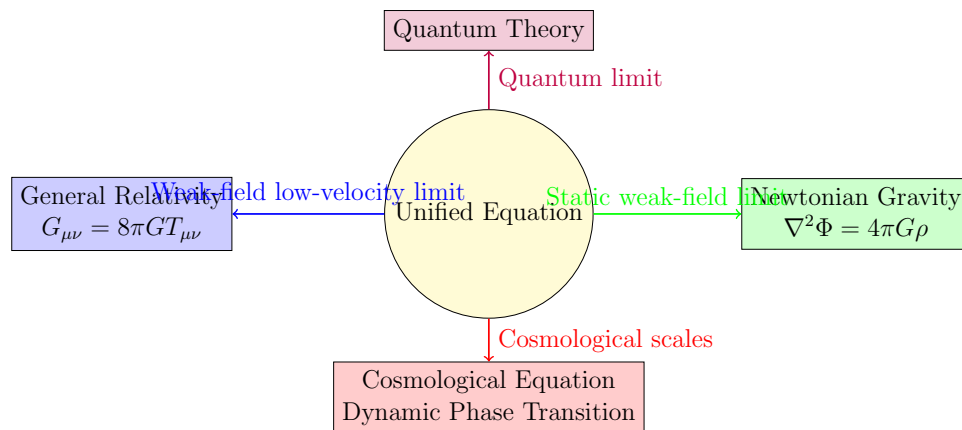 Quantum Theory
Quantum limit
General Relativity
$G_{\mu\nu} = 8\pi G T_{\mu\nu}$
Weak-field low-velocity limit
Unified Equation
Static weak-field limit
Newtonian Gravity
$\nabla^2 \Phi = 4\pi G \rho$
Cosmological scales
Cosmological Equation
Dynamic Phase Transition